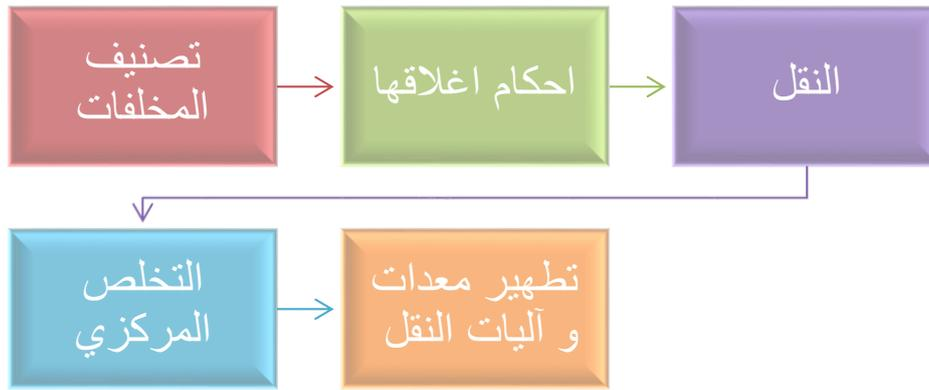 تصنيف
المخلفات
احكام اغلاقها
النقل
التخلص
المركزي
تطهير معدات
و آليات النقل